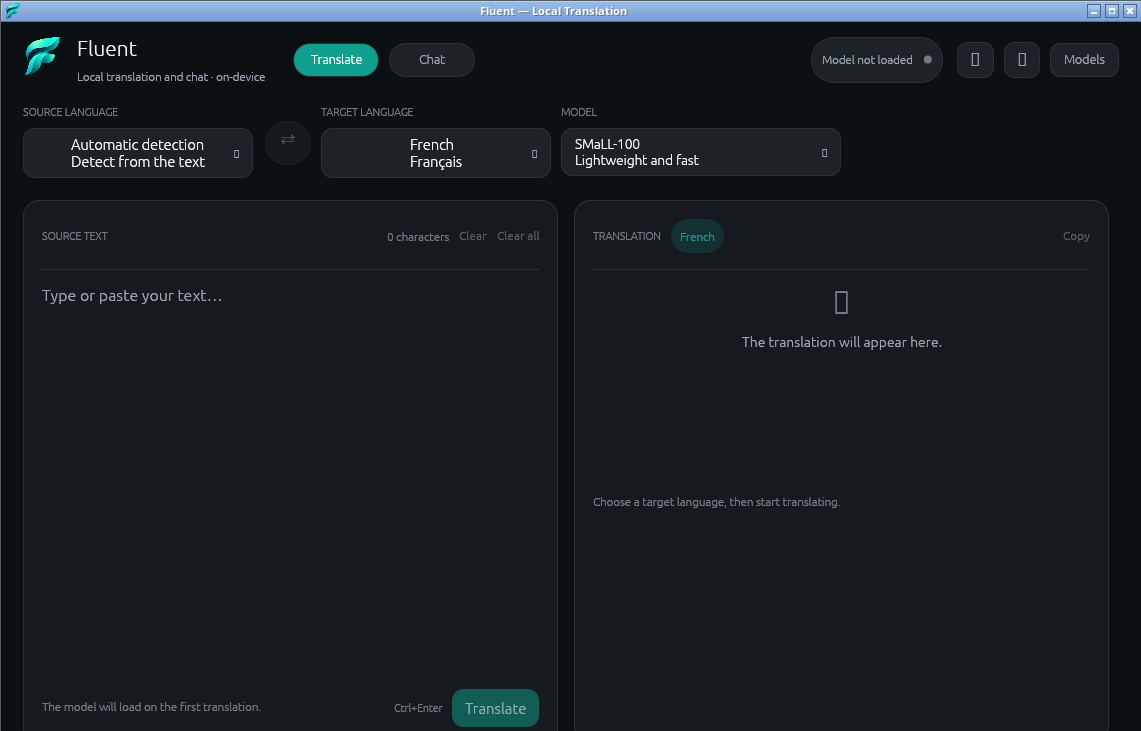 Fluent — Local Translation
Fluent
Local translation and chat · on-device
Translate
Chat
Model not loaded
Models
SOURCE LANGUAGE
Automatic detection
Detect from the text
⇄
TARGET LANGUAGE
French
Français
MODEL
SMaLL-100
Lightweight and fast
SOURCE TEXT
0 characters
Clear
Clear all
Type or paste your text…
The model will load on the first translation.
Ctrl+Enter
Translate
TRANSLATION
French
Copy
The translation will appear here.
Choose a target language, then start translating.